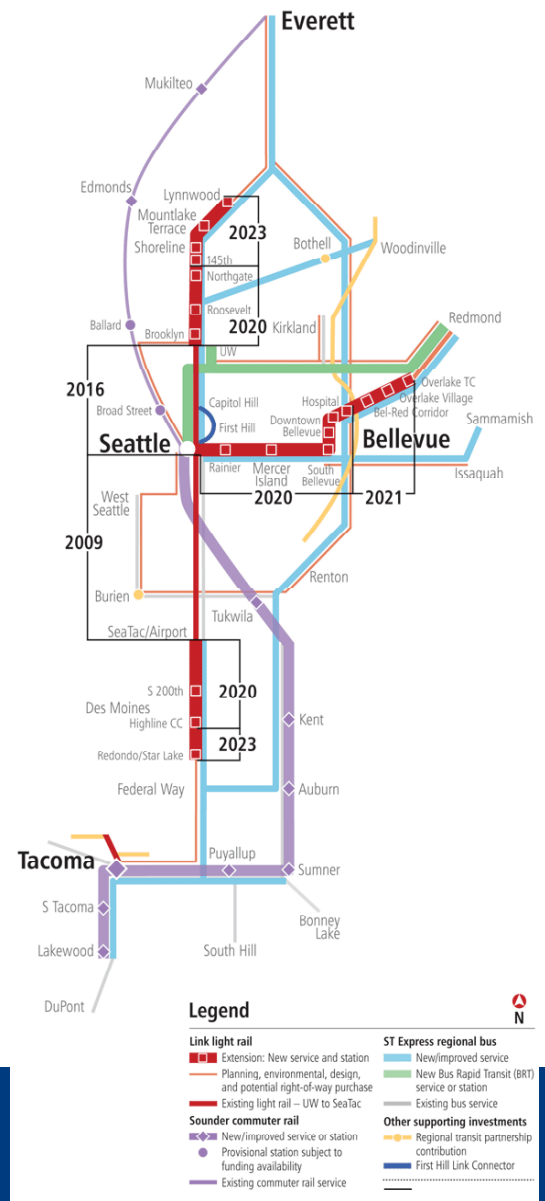 Everett
Mukilteo
Edmonds
Lynnwood
Mountlake
Terrace
2023
Shoreline
145th
Bothell
Woodinville
Northgate
Roosevelt
2020
Ballard
Brooklyn
Kirkland
Redmond
UW
2016
Overlake TC
Overlake Village
Bel-Red Corridor
Hospital
Capitol Hill
Broad Street
First Hill
Downtown
Bellevue
Sammamish
Seattle
Bellevue
Rainier
Mercer
Island
South
Bellevue
Issaquah
2020
2021
West
Seattle
2009
Renton
Burien
Tukwila
SeaTac/Airport
S 200th
2020
Des Moines
Highline CC
Kent
2023
Redondo/Star Lake
Federal Way
Auburn
Tacoma
Puyallup
Sumner
S Tacoma
Bonney
Lake
Lakewood
South Hill
DuPont
Legend
N
Link light rail
Extension: New service and station
Planning, environmental, design,
and potential right-of-way purchase
Existing light rail – UW to SeaTac
Sounder commuter rail
New/improved service or station
Provisional station subject to
funding availability
Existing commuter rail service
ST Express regional bus
New/improved service
New Bus Rapid Transit (BRT)
service or station
Existing bus service
Other supporting investments
Regional transit partnership
contribution
First Hill Link Connector